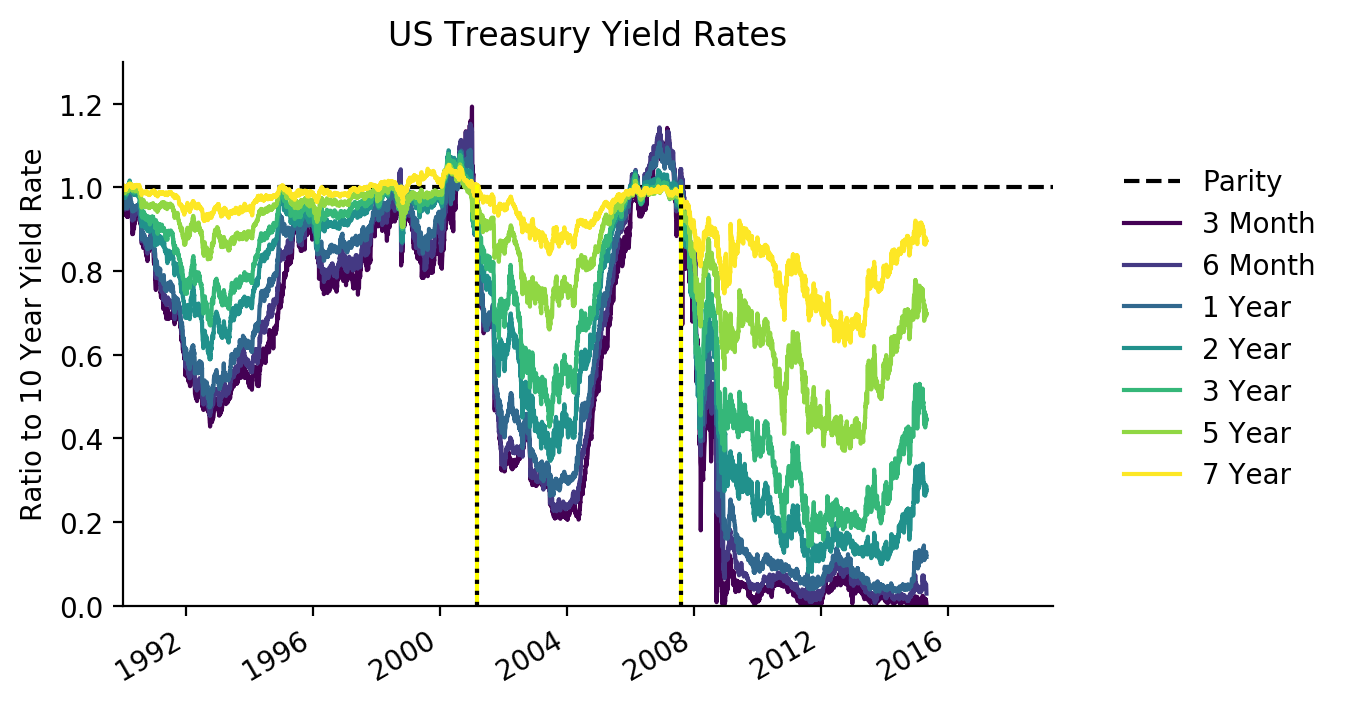 US Treasury Yield Rates
Ratio to 10 Year Yield Rate
1.2
1.0
0.8
0.6
0.4
0.2
0.0
1992
1996
2000
2004
2008
2012
2016
Parity
3 Month
6 Month
1 Year
2 Year
3 Year
5 Year
7 Year